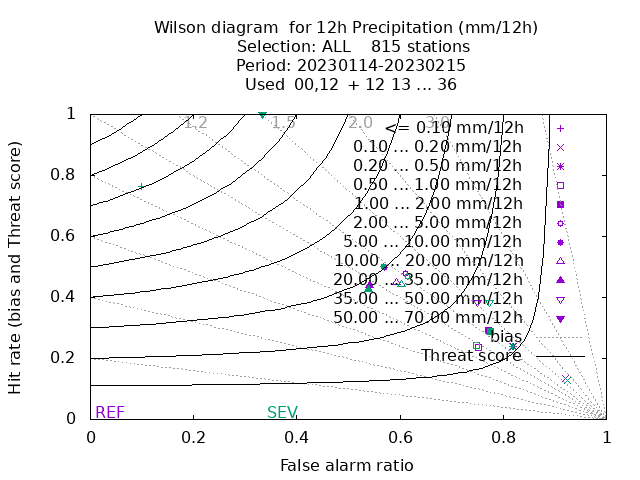 Wilson diagram  for 12h Precipitation (mm/12h)
Selection: ALL    815 stations
Period: 20230114-20230215
Used  00,12  + 12 13 ... 36
Hit rate (bias and Threat score)
1
0.8
0.6
0.4
0.2
0
1.2
1.5
2.0
3.0
<= 0.10 mm/12h
0.10 ... 0.20 mm/12h
0.20 ... 0.50 mm/12h
0.50 ... 1.00 mm/12h
1.00 ... 2.00 mm/12h
2.00 ... 5.00 mm/12h
5.00 ... 10.00 mm/12h
10.00 ... 20.00 mm/12h
20.00 ... 35.00 mm/12h
35.00 ... 50.00 mm/12h
50.00 ... 70.00 mm/12h
bias
Threat score
REF
SEV
0
0.2
0.4
0.6
0.8
1
False alarm ratio